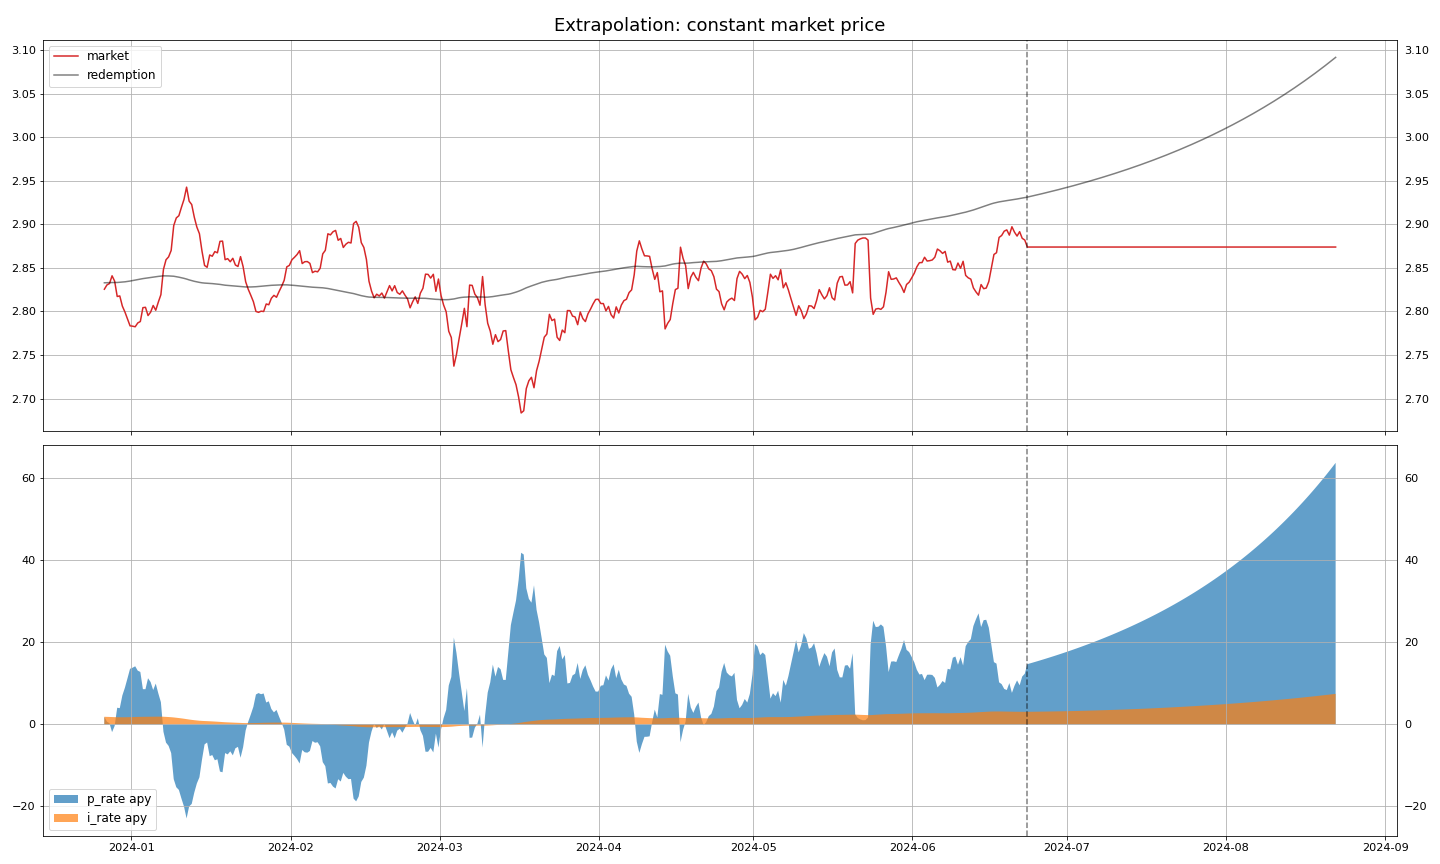 Extrapolation: constant market price
market
redemption
3.10 3.10
3.05 3.05
3.00 3.00
2.95 2.95
2.90 2.90
2.85 2.85
2.80 2.80
2.75 2.75
2.70 2.70
60 60
40 40
20 20
0 0
−20 −20
p_rate apy
i_rate apy
2024-01 2024-02 2024-03 2024-04 2024-05 2024-06 2024-07 2024-08 2024-09